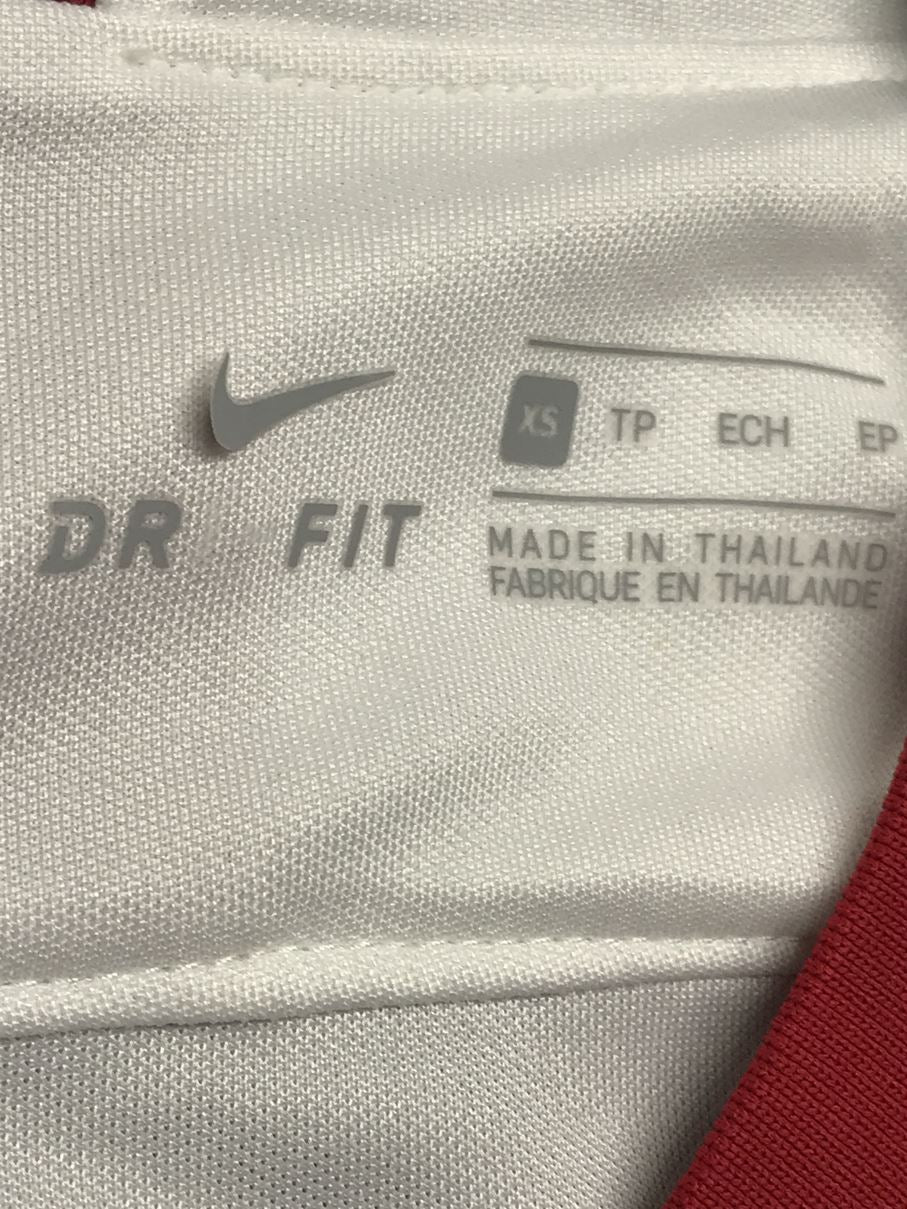 XS TP ECH EP
DR FIT
MADE IN THAILAND
FABRIQUE EN THAILANDE